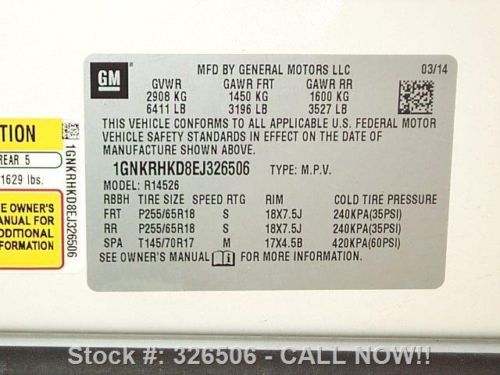 GM
MFD BY GENERAL MOTORS LLC 03/14
GVWR GAWR FRT GAWR RR
2908 KG 1450 KG 1600 KG
6411 LB 3196 LB 3527 LB
THIS VEHICLE CONFORMS TO ALL APPLICABLE U.S. FEDERAL MOTOR
VEHICLE SAFETY STANDARDS IN EFFECT ON THE DATE OF
MANUFACTURE SHOWN ABOVE.
1GNKRHKD8EJ326506 TYPE: M.P.V.
MODEL: R14526
RBBH TIRE SIZE SPEED RTG RIM COLD TIRE PRESSURE
FRT P255/65R18 S 18X7.5J 240KPA(35PSI)
RR P255/65R18 S 18X7.5J 240KPA(35PSI)
SPA T145/70R17 M 17X4.5B 420KPA(60PSI)
SEE OWNER'S MANUAL i FOR MORE INFORMATION.
TION
REAR 5
1629 lbs.
OWNER'S
MANUAL FOR
ADDITIONAL
INFORMATION
1GNKRHKD8EJ326506
Stock #: 326506 - CALL NOW!!